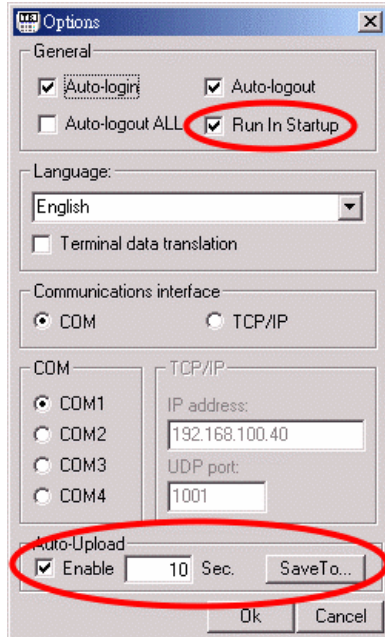 Options
General
Auto-login Auto-logout
Auto-logout ALL Run In Startup
Language:
English
Terminal data translation
Communications interface
COM TCP/IP
COM TCP/IP
COM1 IP address:
COM2 192.168.100.40
COM3 UDP port:
COM4 1001
Auto-Upload
Enable 10 Sec. SaveTo...
Ok Cancel